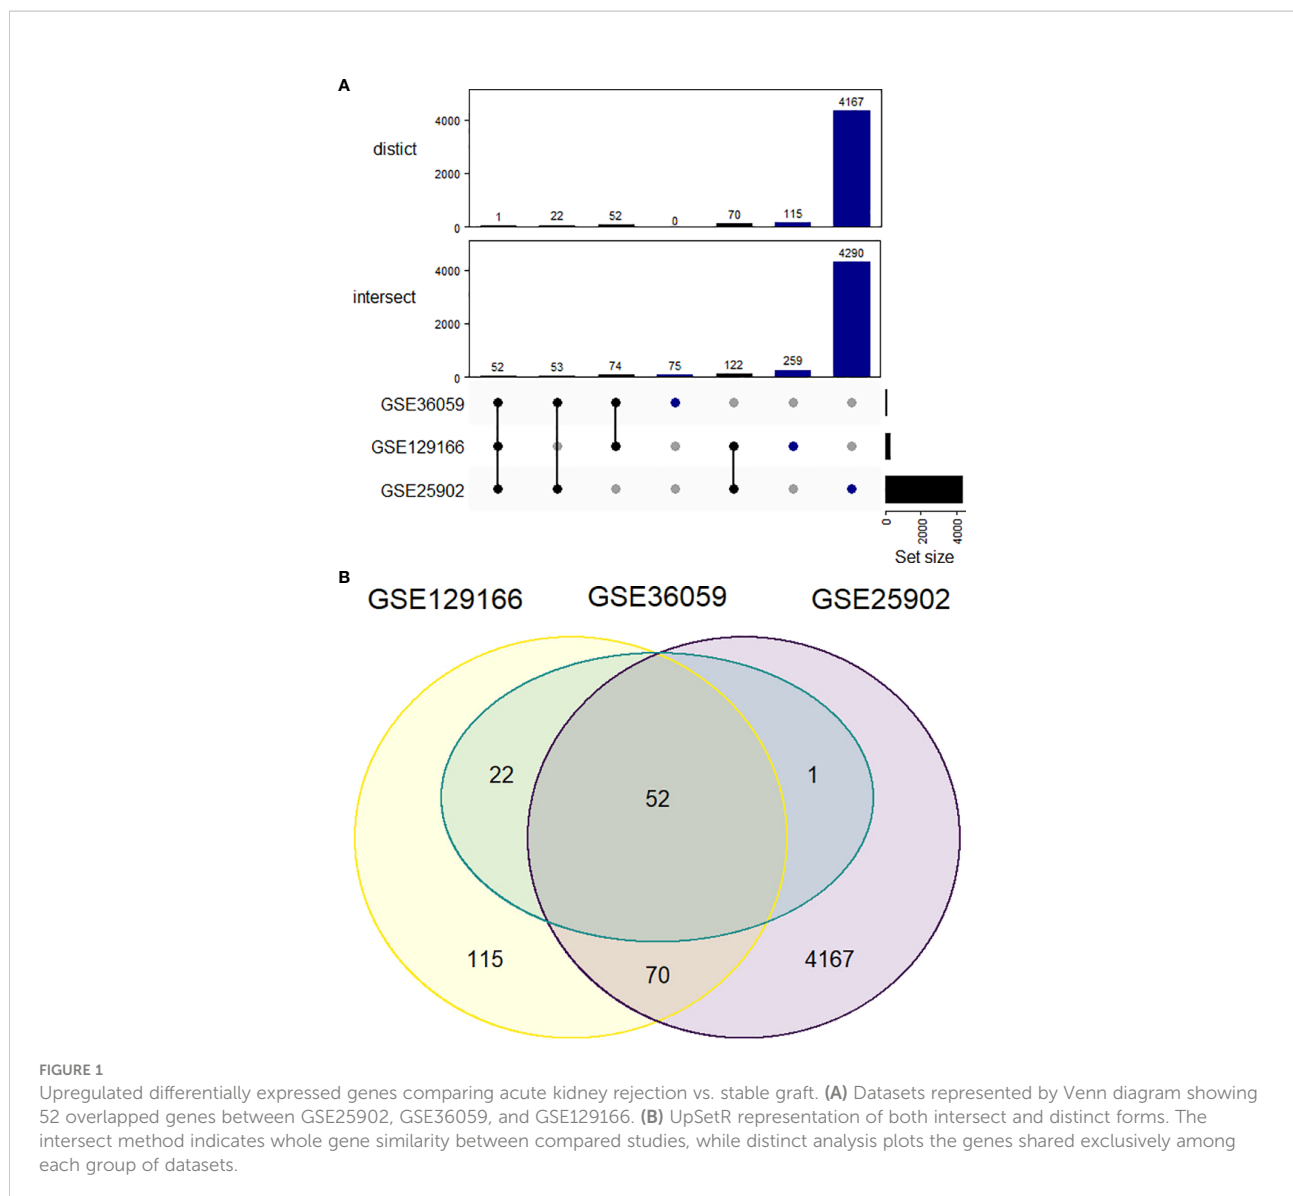 A
4167
4000
distict
2000
1 22 52 0 70 115
0
4290
4000
intersect
2000
52 53 74 75 122 259
0
GSE36059
GSE129166
GSE25902
0 2000 4000
Set size
B
GSE129166 GSE36059 GSE25902
22 52 1
115 70 4167
FIGURE 1
Upregulated differentially expressed genes comparing acute kidney rejection vs. stable graft. (A) Datasets represented by Venn diagram showing
52 overlapped genes between GSE25902, GSE36059, and GSE129166. (B) UpSetR representation of both intersect and distinct forms. The
intersect method indicates whole gene similarity between compared studies, while distinct analysis plots the genes shared exclusively among
each group of datasets.